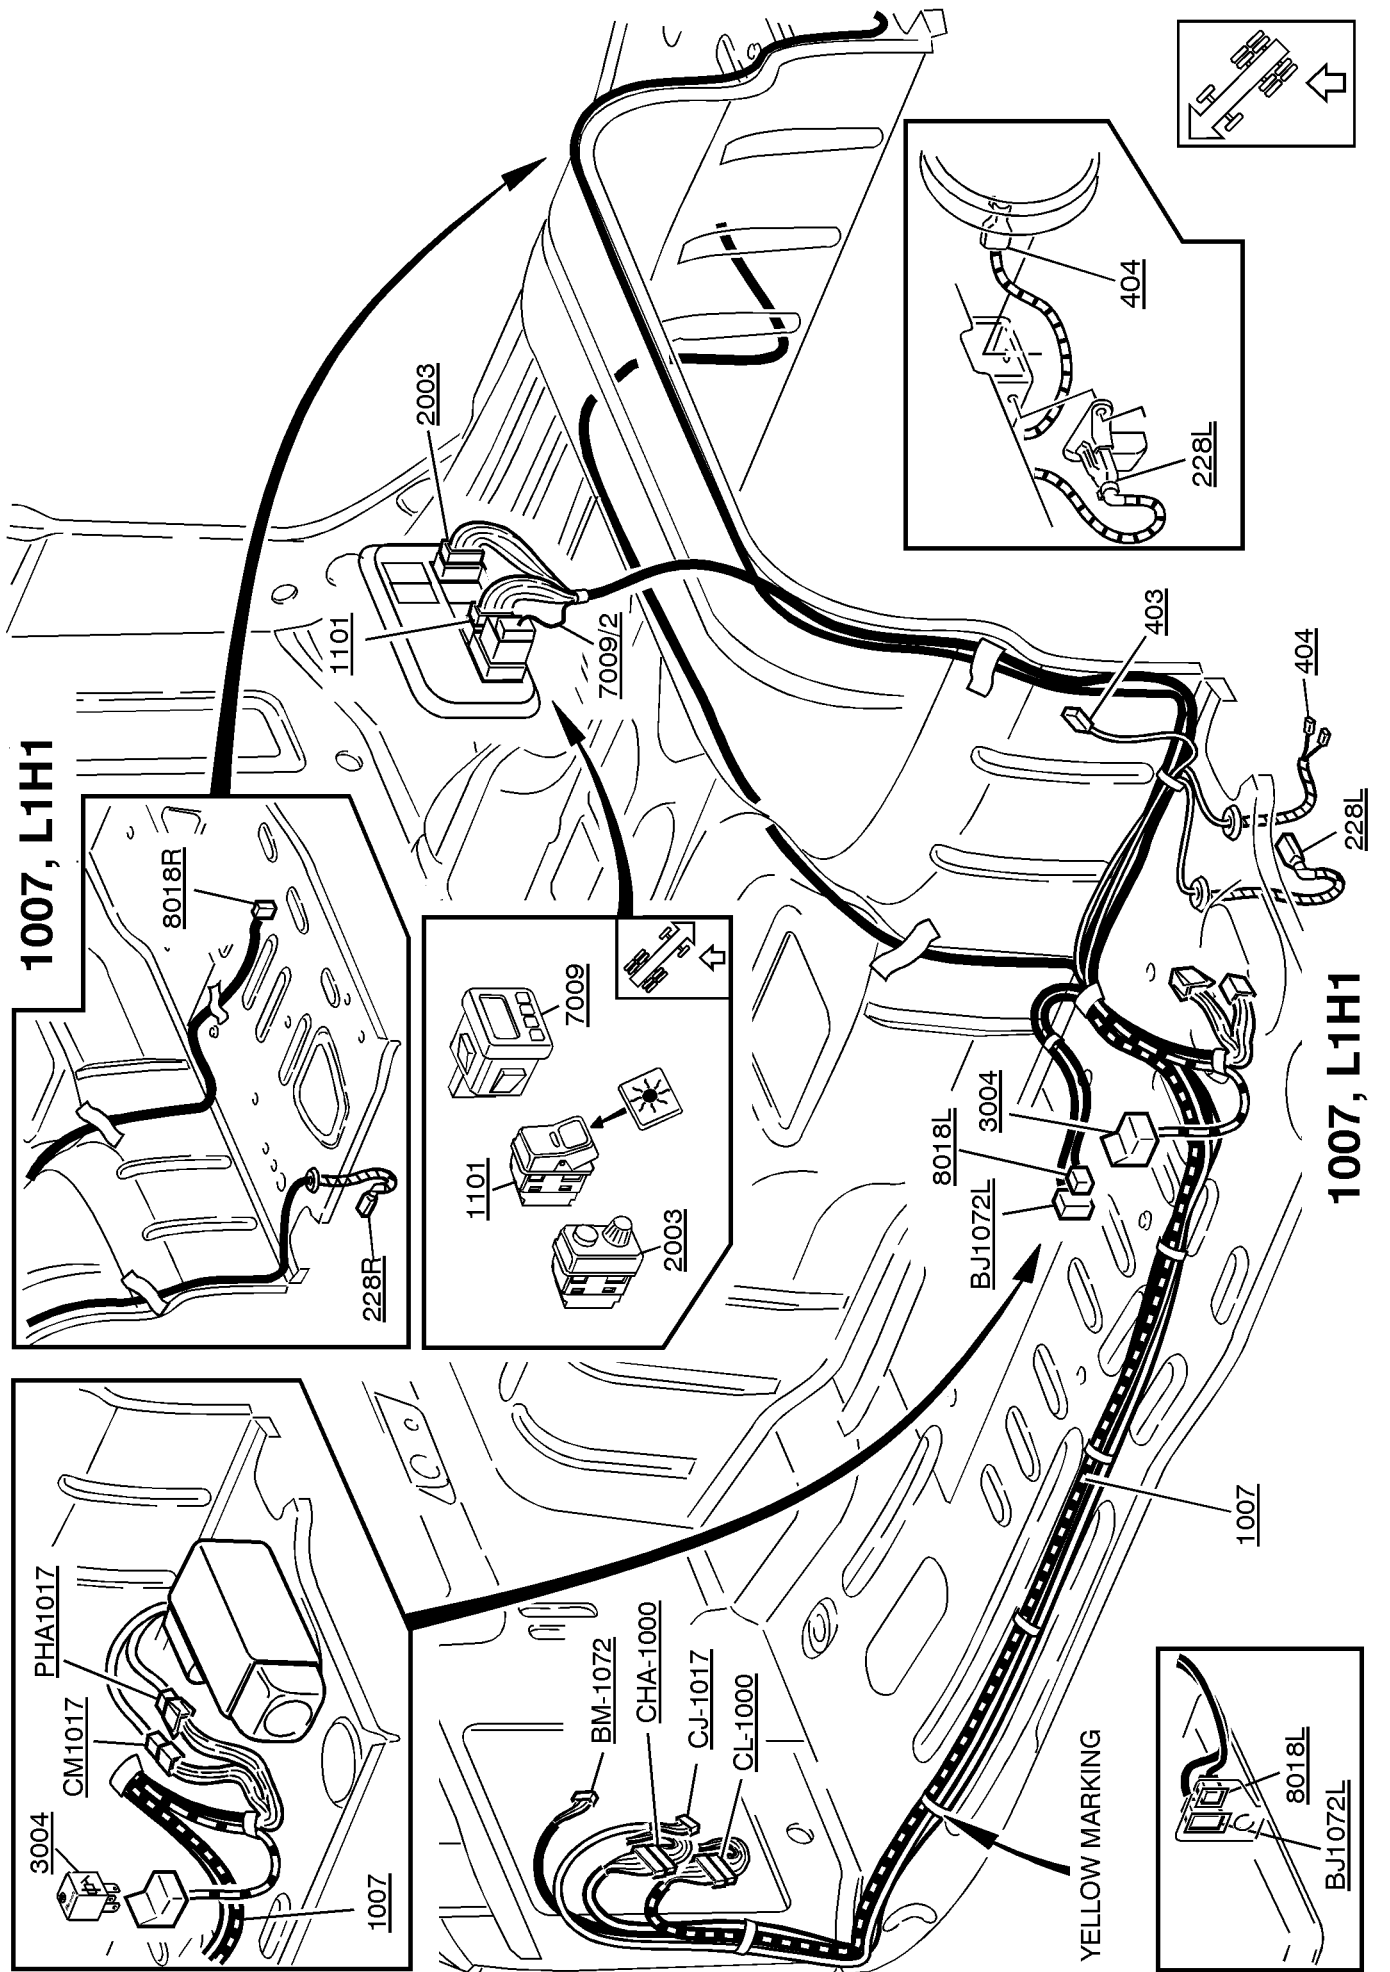 1007, L1H1
3004
CM1017
PHA1017
1007
8018R
228R
2003
1101
7009/2
7009
1101
2003
404
228L
403
404
228L
3004
8018L
BJ1072L
1007
BM-1072
CHA-1000
CJ-1017
CL-1000
YELLOW MARKING
8018L
BJ1072L
1007, L1H1